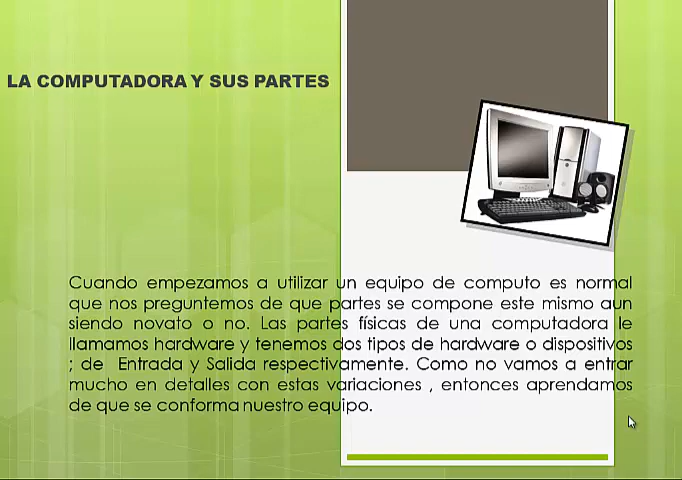 LA COMPUTADORA Y SUS PARTES
Cuando empezamos a utilizar un equipo de computo es normal
que nos preguntemos de que partes se compone este mismo aun
siendo novato o no. Las partes físicas de una computadora le
llamamos hardware y tenemos dos tipos de hardware o dispositivos
; de Entrada y Salida respectivamente. Como no vamos a entrar
mucho en detalles con estas variaciones , entonces aprendamos
de que se conforma nuestro equipo.